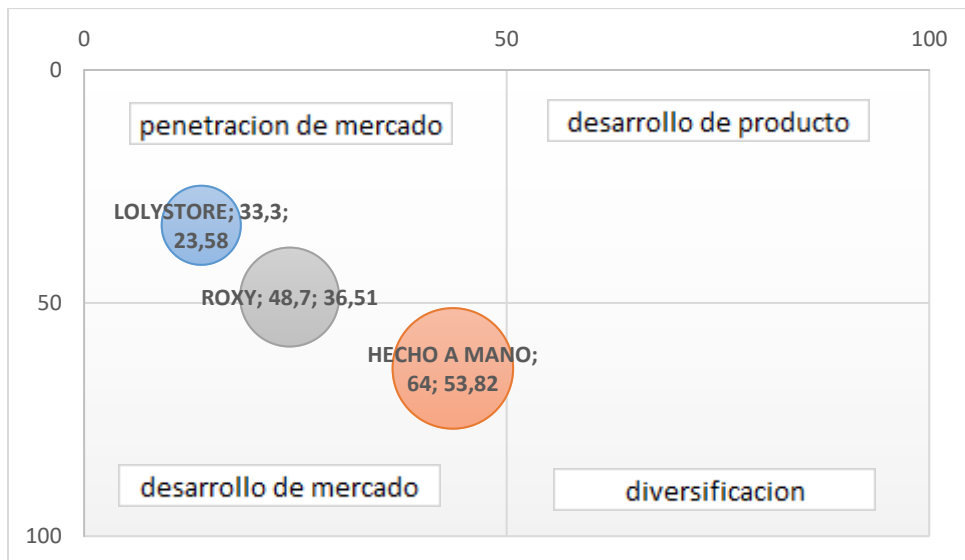 0 50 100
0
penetracion de mercado desarrollo de producto
LOLYSTORE; 33,3;
23,58
ROXY; 48,7; 36,51
50
HECHO A MANO;
64; 53,82
desarrollo de mercado diversificacion
100